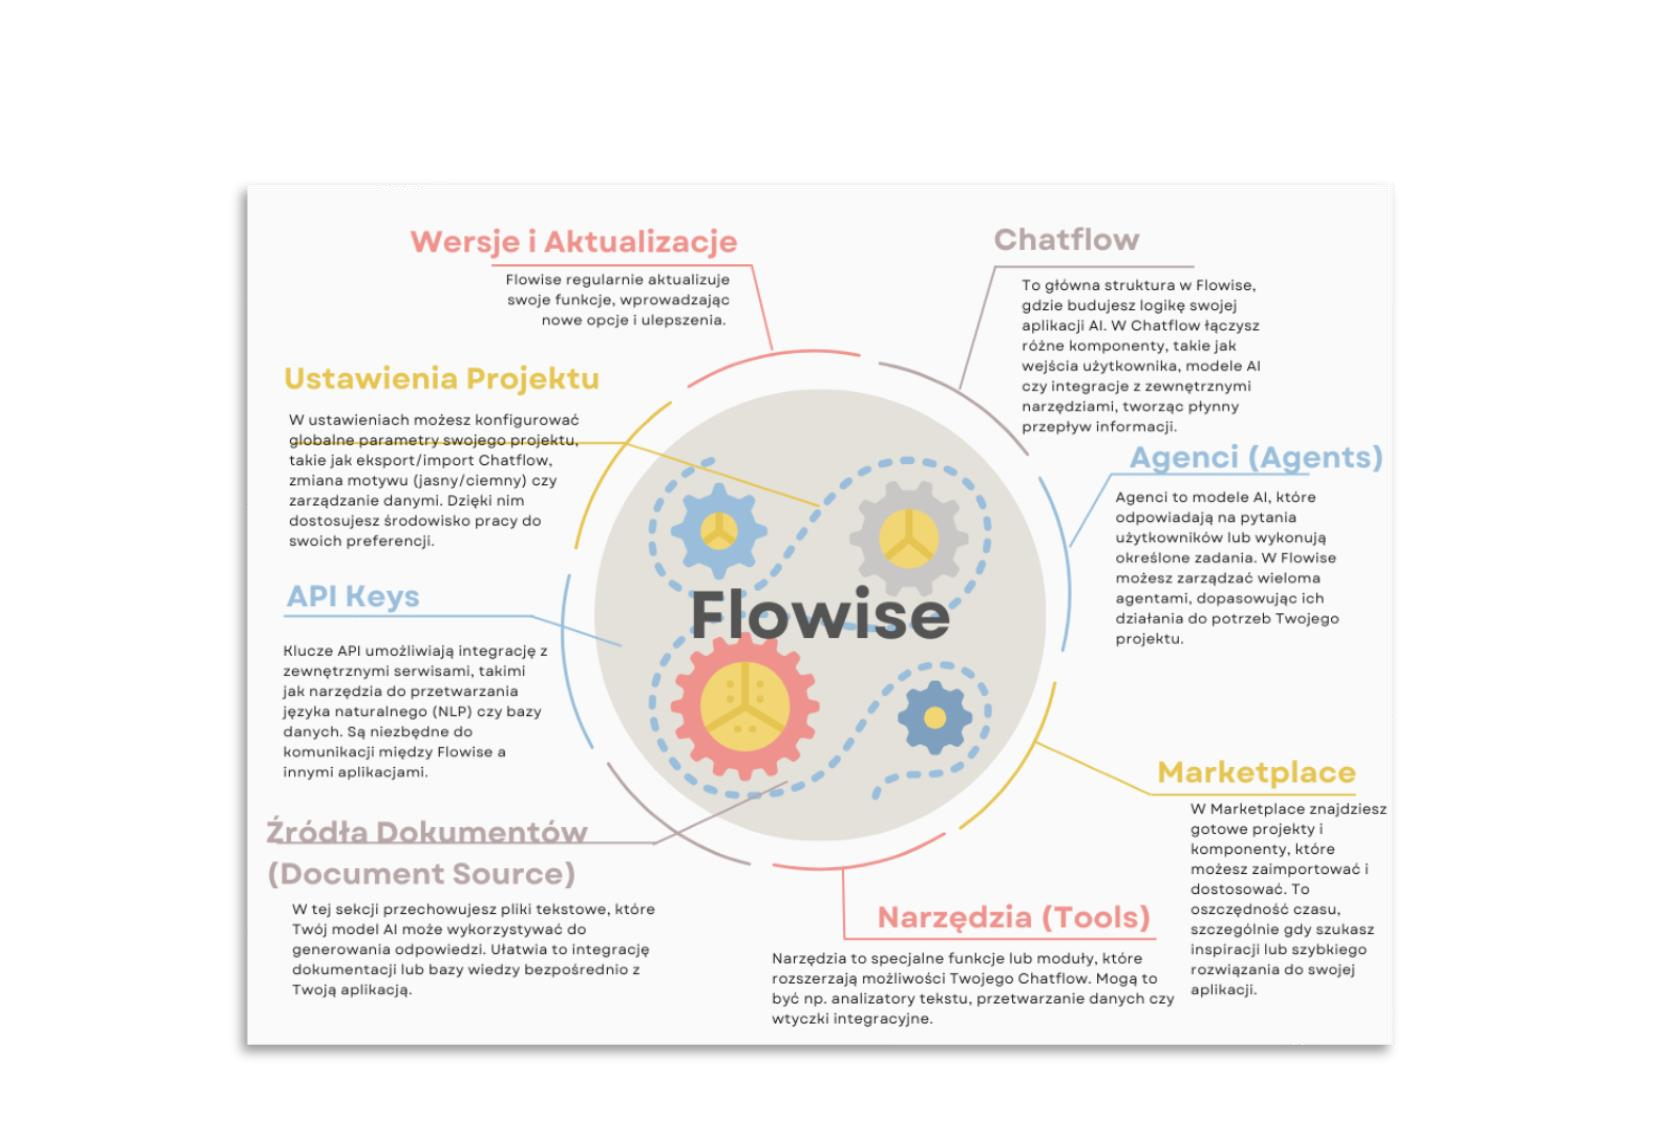 Wersje i Aktualizacje
Flowise regularnie aktualizuje
swoje funkcje, wprowadzając
nowe opcje i ulepszenia.
Chatflow
To główna struktura w Flowise,
gdzie budujesz logikę swojej
aplikacji AI. W Chatflow łączysz
różne komponenty, takie jak
wejścia użytkownika, modele AI
czy integracje z zewnętrznymi
narzędziami, tworząc płynny
przepływ informacji.
Ustawienia Projektu
W ustawieniach możesz konfigurować
globalne parametry swojego projektu,
takie jak eksport/import Chatflow,
zmiana motywu (jasny/ciemny) czy
zarządzanie danymi. Dzięki nim
dostosujesz środowisko pracy do
swoich preferencji.
Agenci (Agents)
Agenci to modele AI, które
odpowiadają na pytania
użytkowników lub wykonują
określone zadania. W Flowise
możesz zarządzać wieloma
agentami, dopasowując ich
działania do potrzeb Twojego
projektu.
Flowise
API Keys
Klucze API umożliwiają integrację z
zewnętrznymi serwisami, takimi
jak narzędzia do przetwarzania
języka naturalnego (NLP) czy bazy
danych. Są niezbędne do
komunikacji między Flowise a
innymi aplikacjami.
Marketplace
W Marketplace znajdziesz
gotowe projekty i
komponenty, które
możesz zaimportować i
dostosować. To
oszczędność czasu,
szczególnie gdy szukasz
inspiracji lub szybkiego
rozwiązania do swojej
aplikacji.
Źródła Dokumentów
(Document Source)
W tej sekcji przechowujesz pliki tekstowe, które
Twój model AI może wykorzystywać do
generowania odpowiedzi. Ułatwia to integrację
dokumentacji lub bazy wiedzy bezpośrednio z
Twoją aplikacją.
Narzędzia (Tools)
Narzędzia to specjalne funkcje lub moduły, które
rozszerzają możliwości Twojego Chatflow. Mogą to
być np. analizatory tekstu, przetwarzanie danych czy
wtyczki integracyjne.